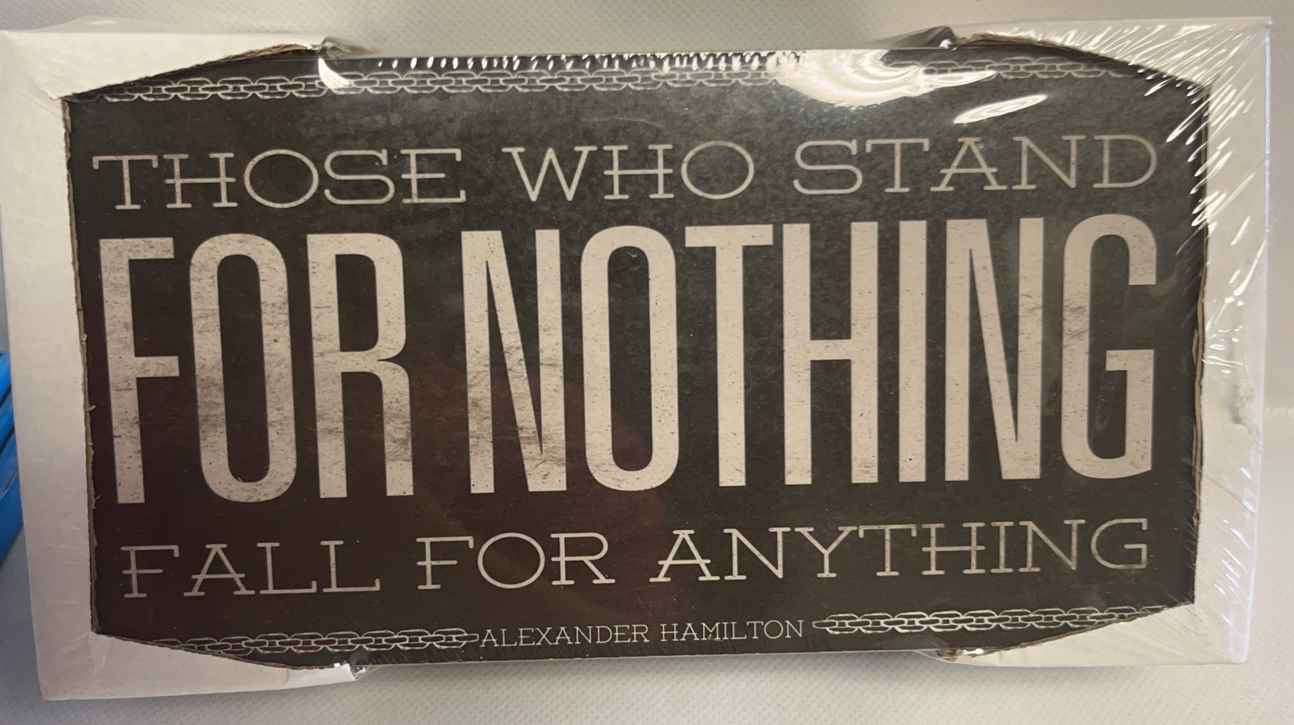 THOSE WHO STAND
FOR NOTHING
FALL FOR ANYTHING
ALEXANDER HAMILTON